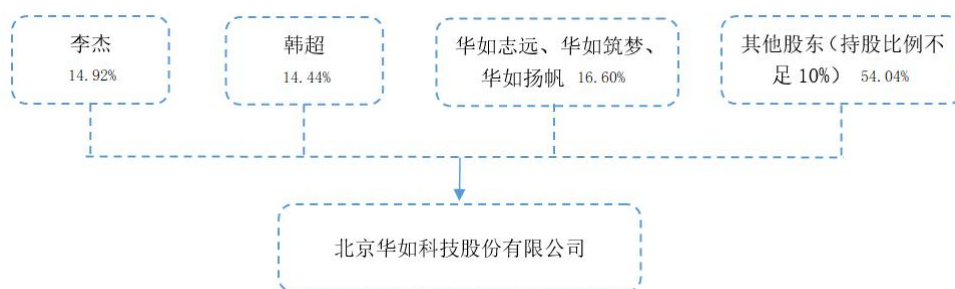 李杰
14.92%
韩超
14.44%
华如志远、华如筑梦、
华如扬帆 16.60%
其他股东（持股比例不
足 10%） 54.04%
北京华如科技股份有限公司